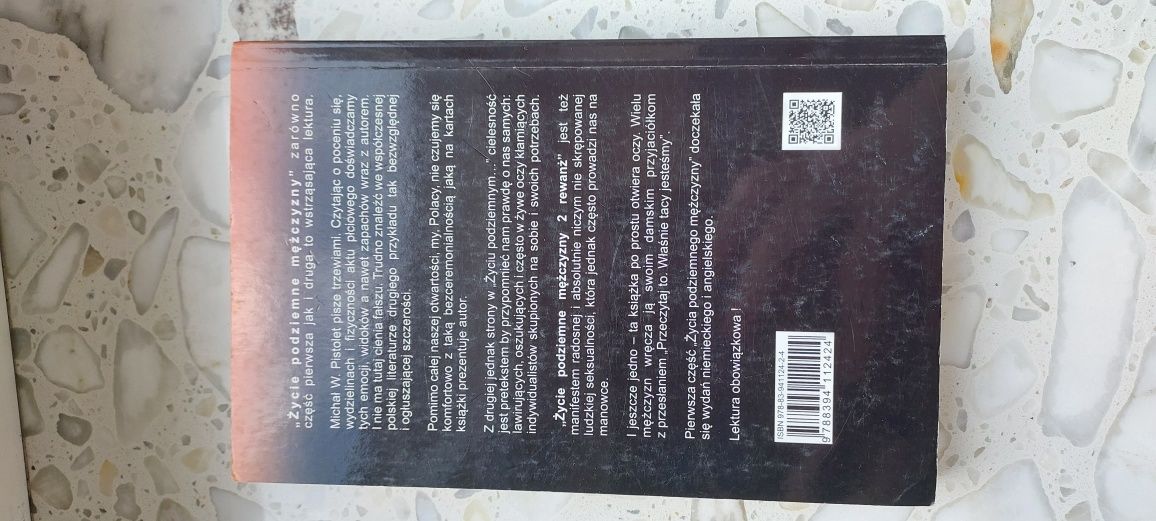 „Życie podziemne mężczyzny” zarówno
część pierwsza jak i druga to wstrząsająca lektura.
Michał W. Pistolet pisze trzewiami. Czytając o poceniu się,
wydzielinach i fizyczności aktu płciowego doświadczamy
tych emocji, widoków a nawet zapachów wraz z autorem.
I nie ma tutaj cienia fałszu. Trudno znaleźć we współczesnej
polskiej literaturze drugiego przykładu tak bezwzględnej
i ogłuszającej szczerości.
Pomimo całej naszej otwartości, my, Polacy, nie czujemy się
komfortowo z taką bezceremonialnością jaką na kartach
książki prezentuje autor.
Z drugiej jednak strony w „Życiu podziemnym...” cielesność
jest pretekstem by przypomnieć nam prawdę o nas samych:
lawirujących, oszukujących i często w żywe oczy kłamiących
indywidualistów skupionych na sobie i swoich potrzebach.
„Życie podziemne mężczyzny 2 rewanż” jest też
manifestem radosnej i absolutnie niczym nie skrępowanej
ludzkiej seksualności, która jednak często prowadzi nas na
manowce.
I jeszcze jedno – ta książka po prostu otwiera oczy. Wielu
mężczyzn wręcza ją swoim damskim przyjaciółkom
z przesłaniem „Przeczytaj to. Właśnie tacy jesteśmy”.
Pierwsza część „Życia podziemnego mężczyzny” doczekała
się wydań niemieckiego i angielskiego.
Lektura obowiązkowa !
ISBN 978-83-941124-2-4
9 788394 112424